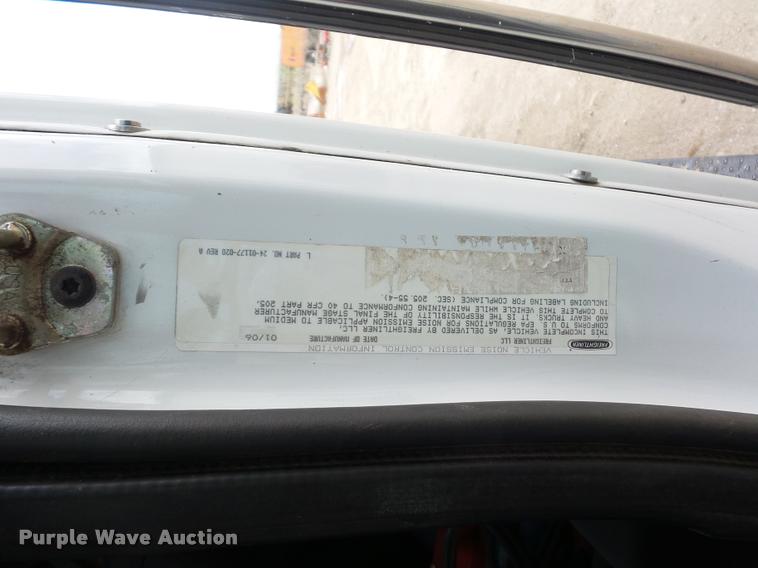 VEHICLE NOISE EMISSION CONTROL INFORMATION
FREIGHTLINER
FREIGHTLINER LLC
DATE OF MANUFACTURE
01/06
THIS INCOMPLETE VEHICLE, AS DELIVERED BY FREIGHTLINER LLC,
CONFORMS TO U S EPA REGULATIONS FOR NOISE EMISSION APPLICABLE TO MEDIUM
AND HEAVY TRUCKS. IT IS THE RESPONSIBILITY OF THE FINAL STAGE MANUFACTURER
TO COMPLETE THIS VEHICLE WHILE MAINTAINING CONFORMANCE TO 40 CFR PART 205,
INCLUDING LABELING FOR COMPLIANCE (SEC 205.55-4)
L PART NO. 24-01177-020 REV A
Purple Wave Auction